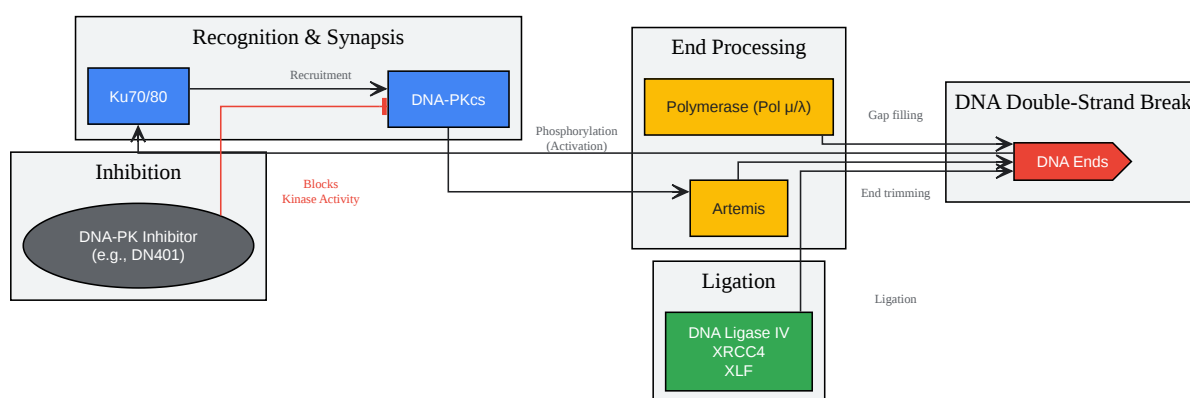 Recognition & Synapsis
Ku70/80
Recruitment
DNA-PKcs
Inhibition
DNA-PK Inhibitor
(e.g., DN401)
Blocks
Kinase Activity
Phosphorylation
(Activation)
End Processing
Polymerase (Pol μ/λ)
Artemis
Gap filling
End trimming
DNA Double-Strand Break
DNA Ends
Ligation
DNA Ligase IV
XRCC4
XLF
Ligation